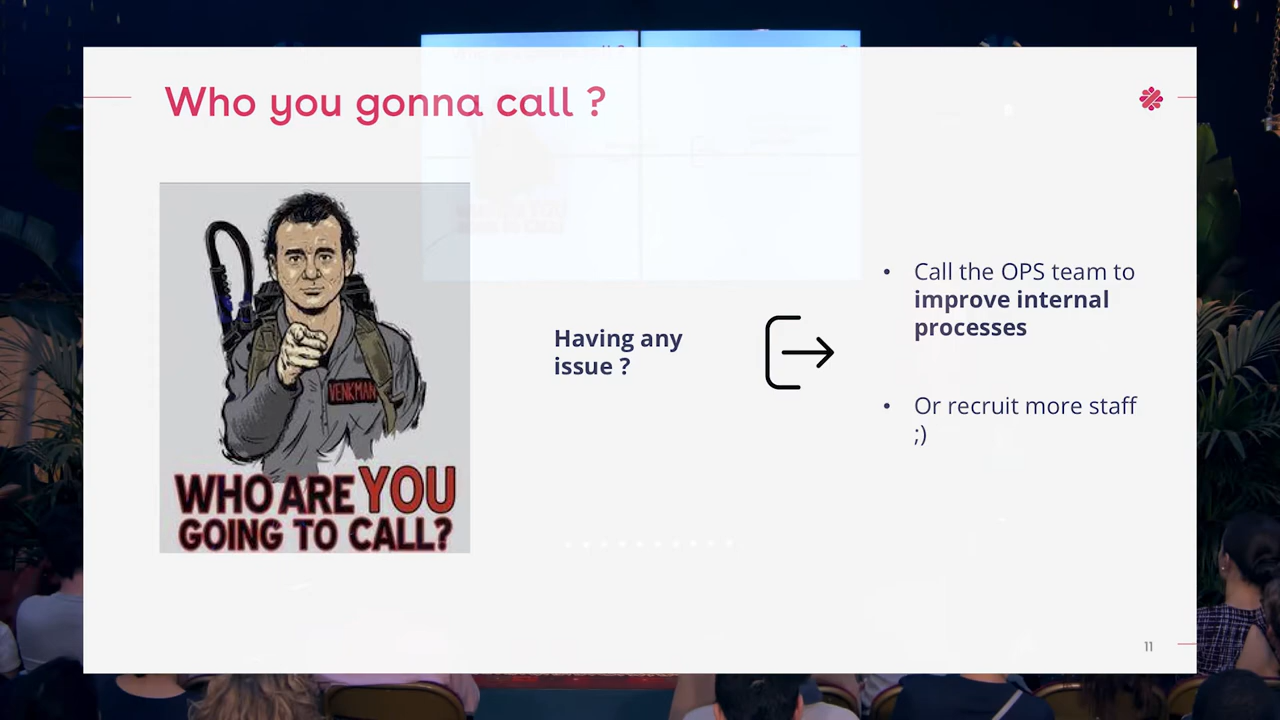 Who you gonna call ?
VENKMAN
WHO ARE YOU
GOING TO CALL?
Having any
issue ?
• Call the OPS team to
improve internal
processes
• Or recruit more staff
;)
11